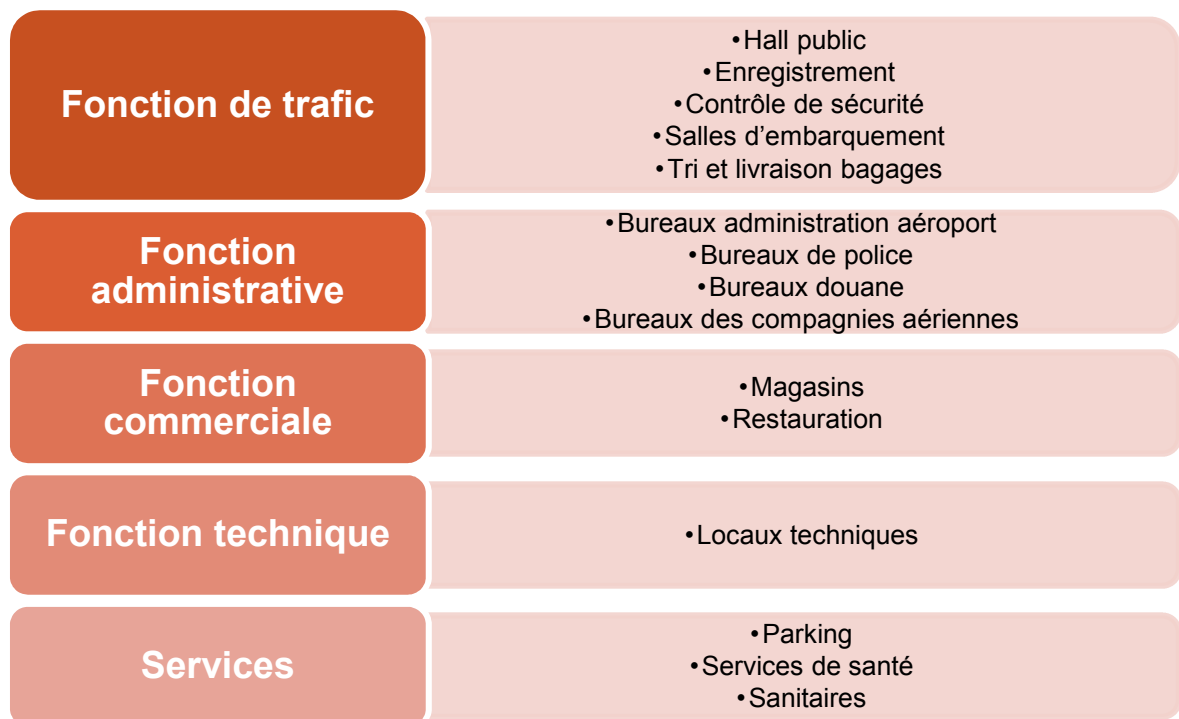 Fonction de trafic
•Hall public
•Enregistrement
•Contrôle de sécurité
•Salles d’embarquement
•Tri et livraison bagages
Fonction
administrative
•Bureaux administration aéroport
•Bureaux de police
•Bureaux douane
•Bureaux des compagnies aériennes
Fonction
commerciale
•Magasins
•Restauration
Fonction technique
•Locaux techniques
Services
•Parking
•Services de santé
•Sanitaires